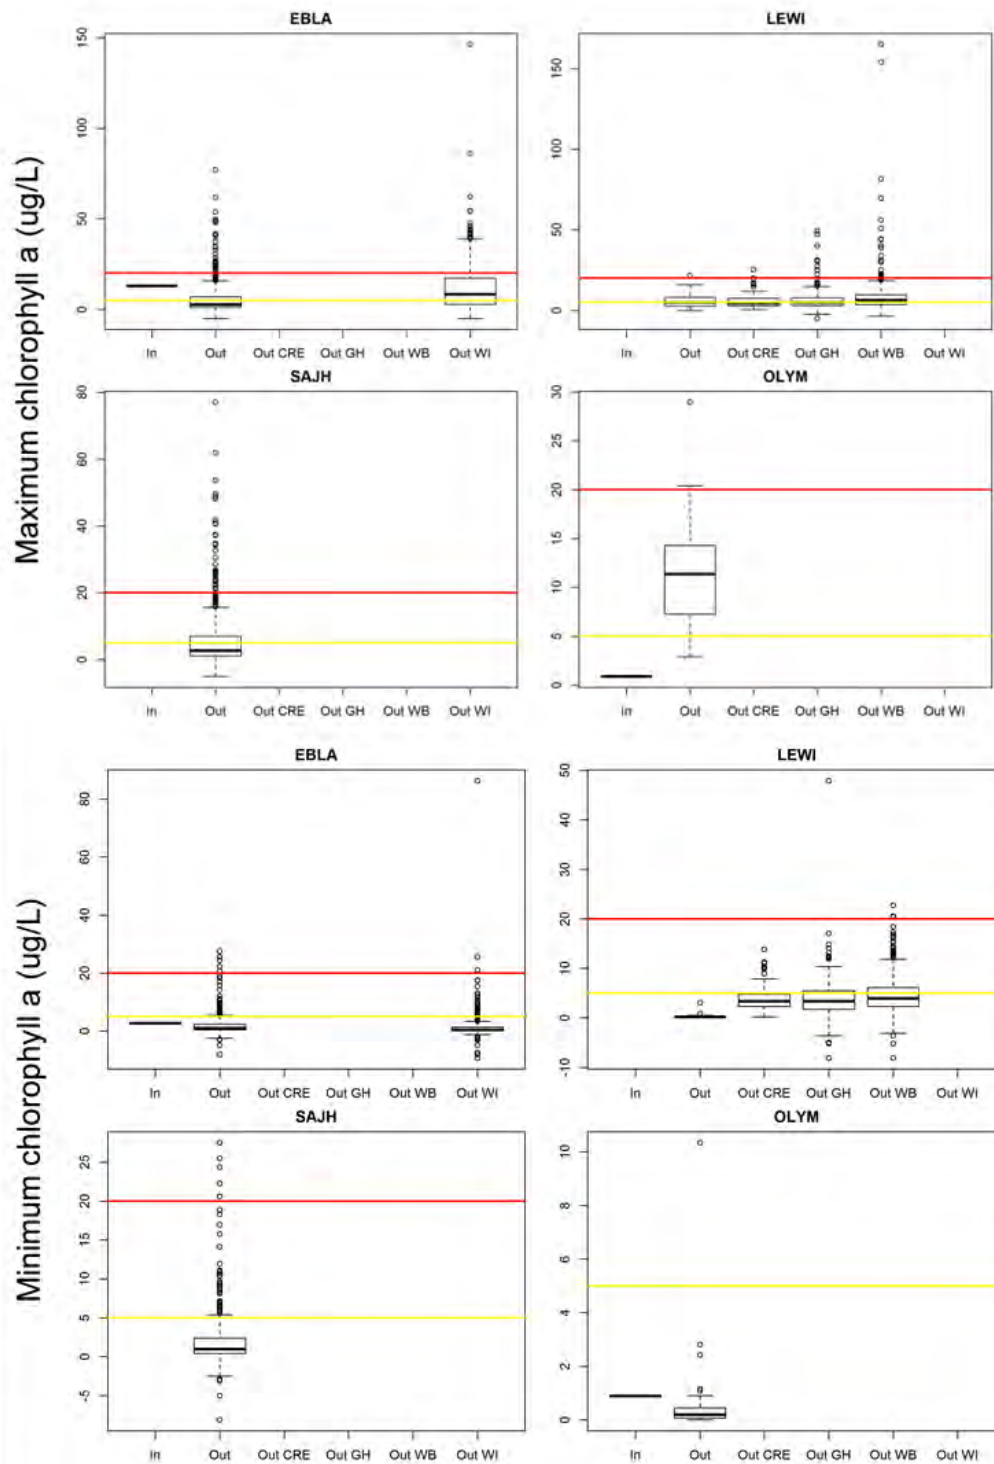 EBLA
LEWI
Maximum chlorophyll a (ug/L)
150
100
50
0
In Out Out CRE Out GH Out WB Out WI
150
100
50
0
In Out Out CRE Out GH Out WB Out WI
SAJH
OLYM
80
60
40
20
0
In Out Out CRE Out GH Out WB Out WI
30
25
20
15
10
5
0
In Out Out CRE Out GH Out WB Out WI
EBLA
LEWI
Minimum chlorophyll a (ug/L)
80
60
40
20
0
In Out Out CRE Out GH Out WB Out WI
50
40
30
20
10
0
-10
In Out Out CRE Out GH Out WB Out WI
SAJH
OLYM
25
20
15
10
5
0
-5
In Out Out CRE Out GH Out WB Out WI
10
8
6
4
2
0
In Out Out CRE Out GH Out WB Out WI